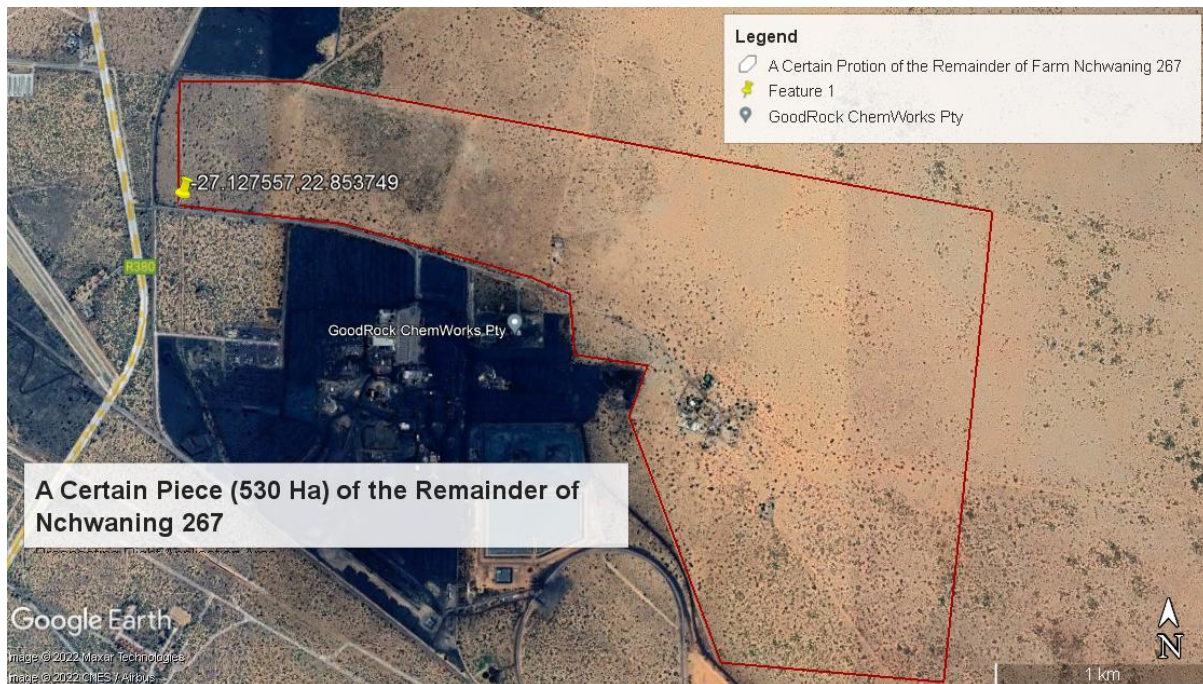 Legend
A Certain Protion of the Remainder of Farm Nchwaning 267
Feature 1
GoodRock ChemWorks Pty
-27.127557,22.853749
R380
GoodRock ChemWorks Pty
A Certain Piece (530 Ha) of the Remainder of
Nchwaning 267
Google Earth
Image © 2022 Maxar Technologies
Image © 2022 CNES / Airbus
N
1 km